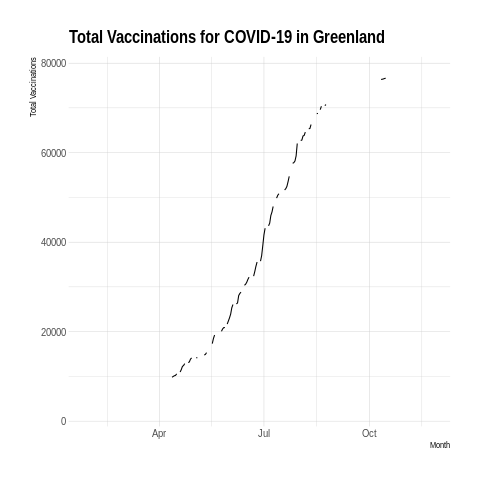 Total Vaccinations for COVID-19 in Greenland
Total Vaccinations
80000
60000
40000
20000
0
Apr Jul Oct
Month